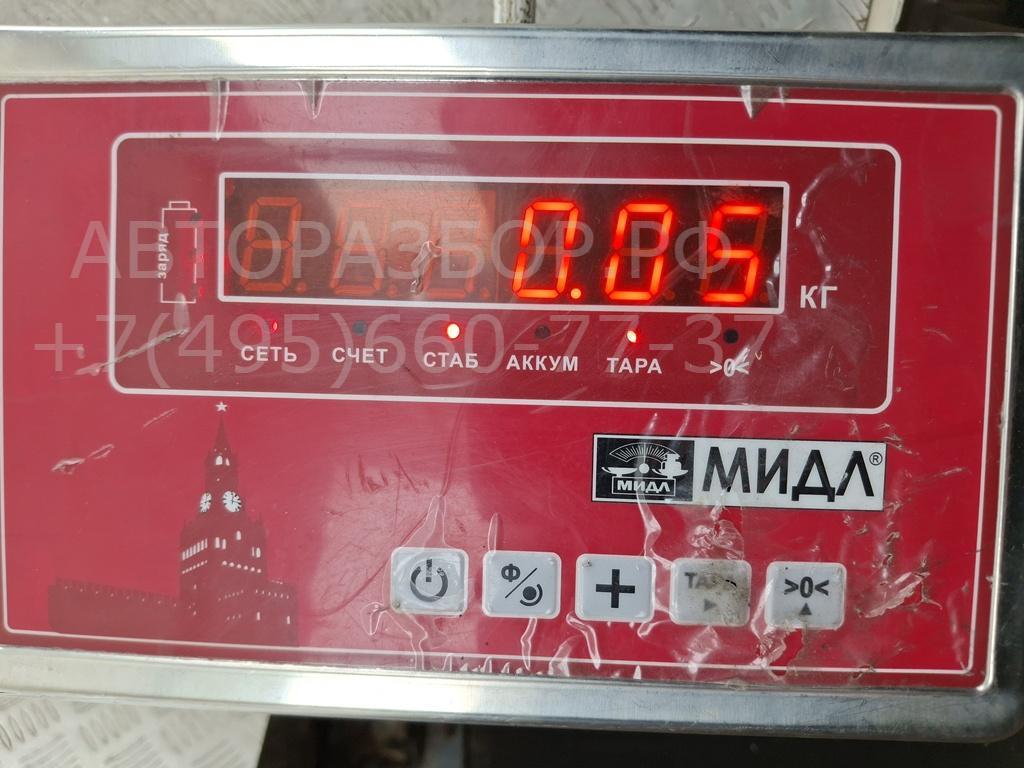 заряд
0.05
КГ
АВТОРАЗБОР.РФ
+7(495)660-77-37
СЕТЬ СЧЕТ СТАБ АККУМ ТАРА >0<
МИДЛ МИДЛ®
Ф/ + >0<